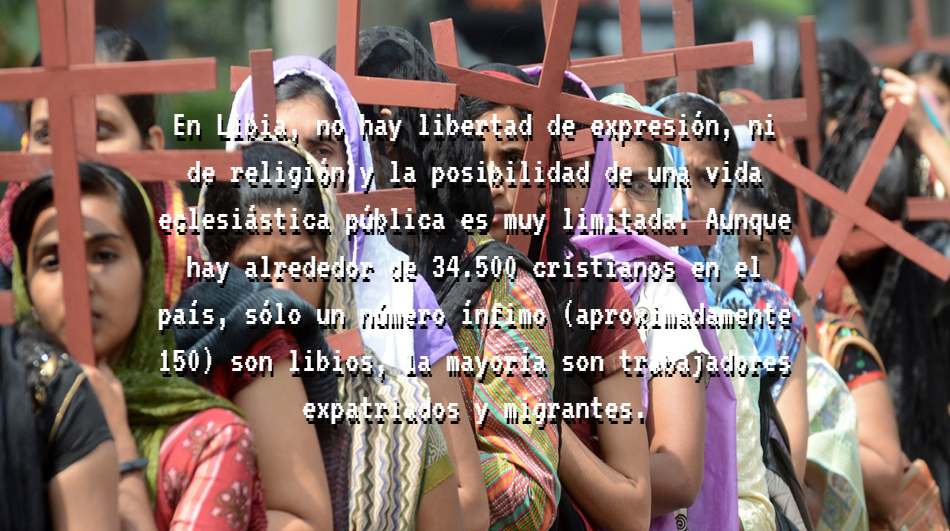 En Libia, no hay libertad de expresión, ni
de religión y la posibilidad de una vida
eclesiástica pública es muy limitada. Aunque
hay alrededor de 34.500 cristianos en el
país, sólo un número ínfimo (aproximadamente
150) son libios, la mayoría son trabajadores
expatriados y migrantes.